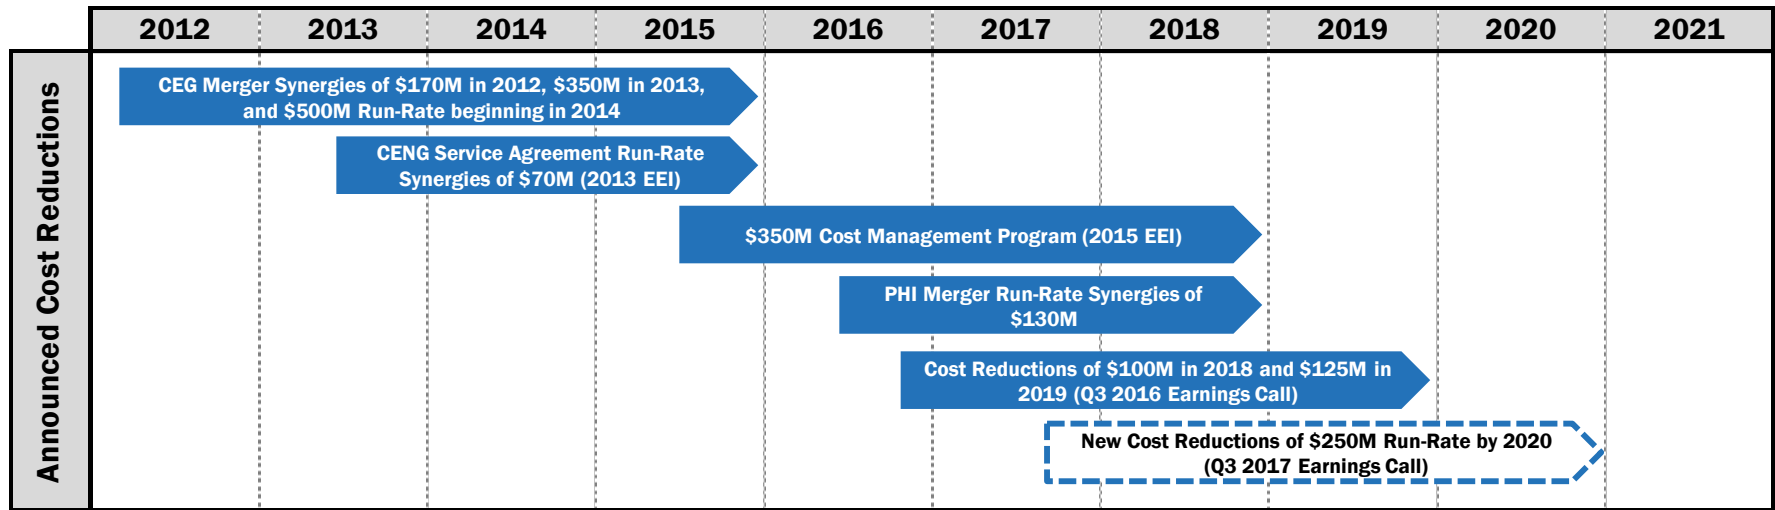 2012 2013 2014 2015 2016 2017 2018 2019 2020 2021
Announced Cost Reductions
CEG Merger Synergies of $170M in 2012, $350M in 2013,
and $500M Run-Rate beginning in 2014
CENG Service Agreement Run-Rate
Synergies of $70M (2013 EEI)
$350M Cost Management Program (2015 EEI)
PHI Merger Run-Rate Synergies of
$130M
Cost Reductions of $100M in 2018 and $125M in
2019 (Q3 2016 Earnings Call)
New Cost Reductions of $250M Run-Rate by 2020
(Q3 2017 Earnings Call)